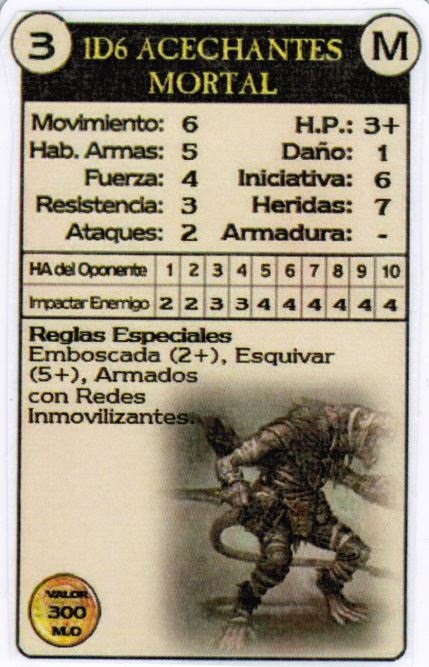 3 1D6 ACECHANTES M
MORTAL
Movimiento: 6 H.P.: 3+
Hab. Armas: 5 Daño: 1
Fuerza: 4 Iniciativa: 6
Resistencia: 3 Heridas: 7
Ataques: 2 Armadura: -
HA del Oponente 1 2 3 4 5 6 7 8 9 10
Impactar Enemigo 2 2 3 3 4 4 4 4 4 4
Reglas Especiales
Emboscada (2+), Esquivar
(5+), Armados
con Redes
Inmovilizantes.
VALOR
300
M.O